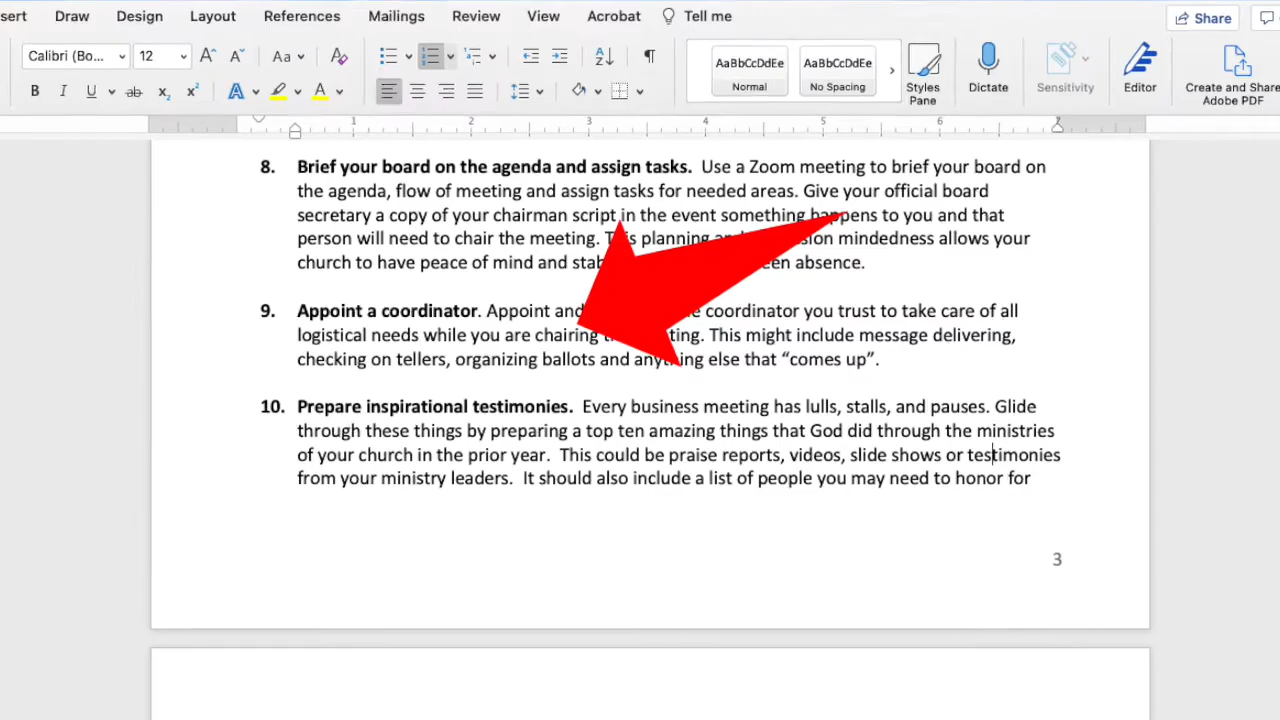 sert Draw Design Layout References Mailings Review View Acrobat Tell me Share
Calibri (Bo... 12 Aa AaBbCcDdEe AaBbCcDdEe
Normal No Spacing Styles Pane Dictate Sensitivity Editor Create and Share Adobe PDF
1 2 3 4 5 6 7
8. Brief your board on the agenda and assign tasks. Use a Zoom meeting to brief your board on
the agenda, flow of meeting and assign tasks for needed areas. Give your official board
secretary a copy of your chairman script in the event something happens to you and that
person will need to chair the meeting. This planning mindedness allows your
church to have peace of mind and absence.
9. Appoint a coordinator. Appoint and coordinator you trust to take care of all
logistical needs while you are chairing This might include message delivering,
checking on tellers, organizing ballots and anything else that “comes up”.
10. Prepare inspirational testimonies. Every business meeting has lulls, stalls, and pauses. Glide
through these things by preparing a top ten amazing things that God did through the ministries
of your church in the prior year. This could be praise reports, videos, slide shows or testimonies
from your ministry leaders. It should also include a list of people you may need to honor for
3